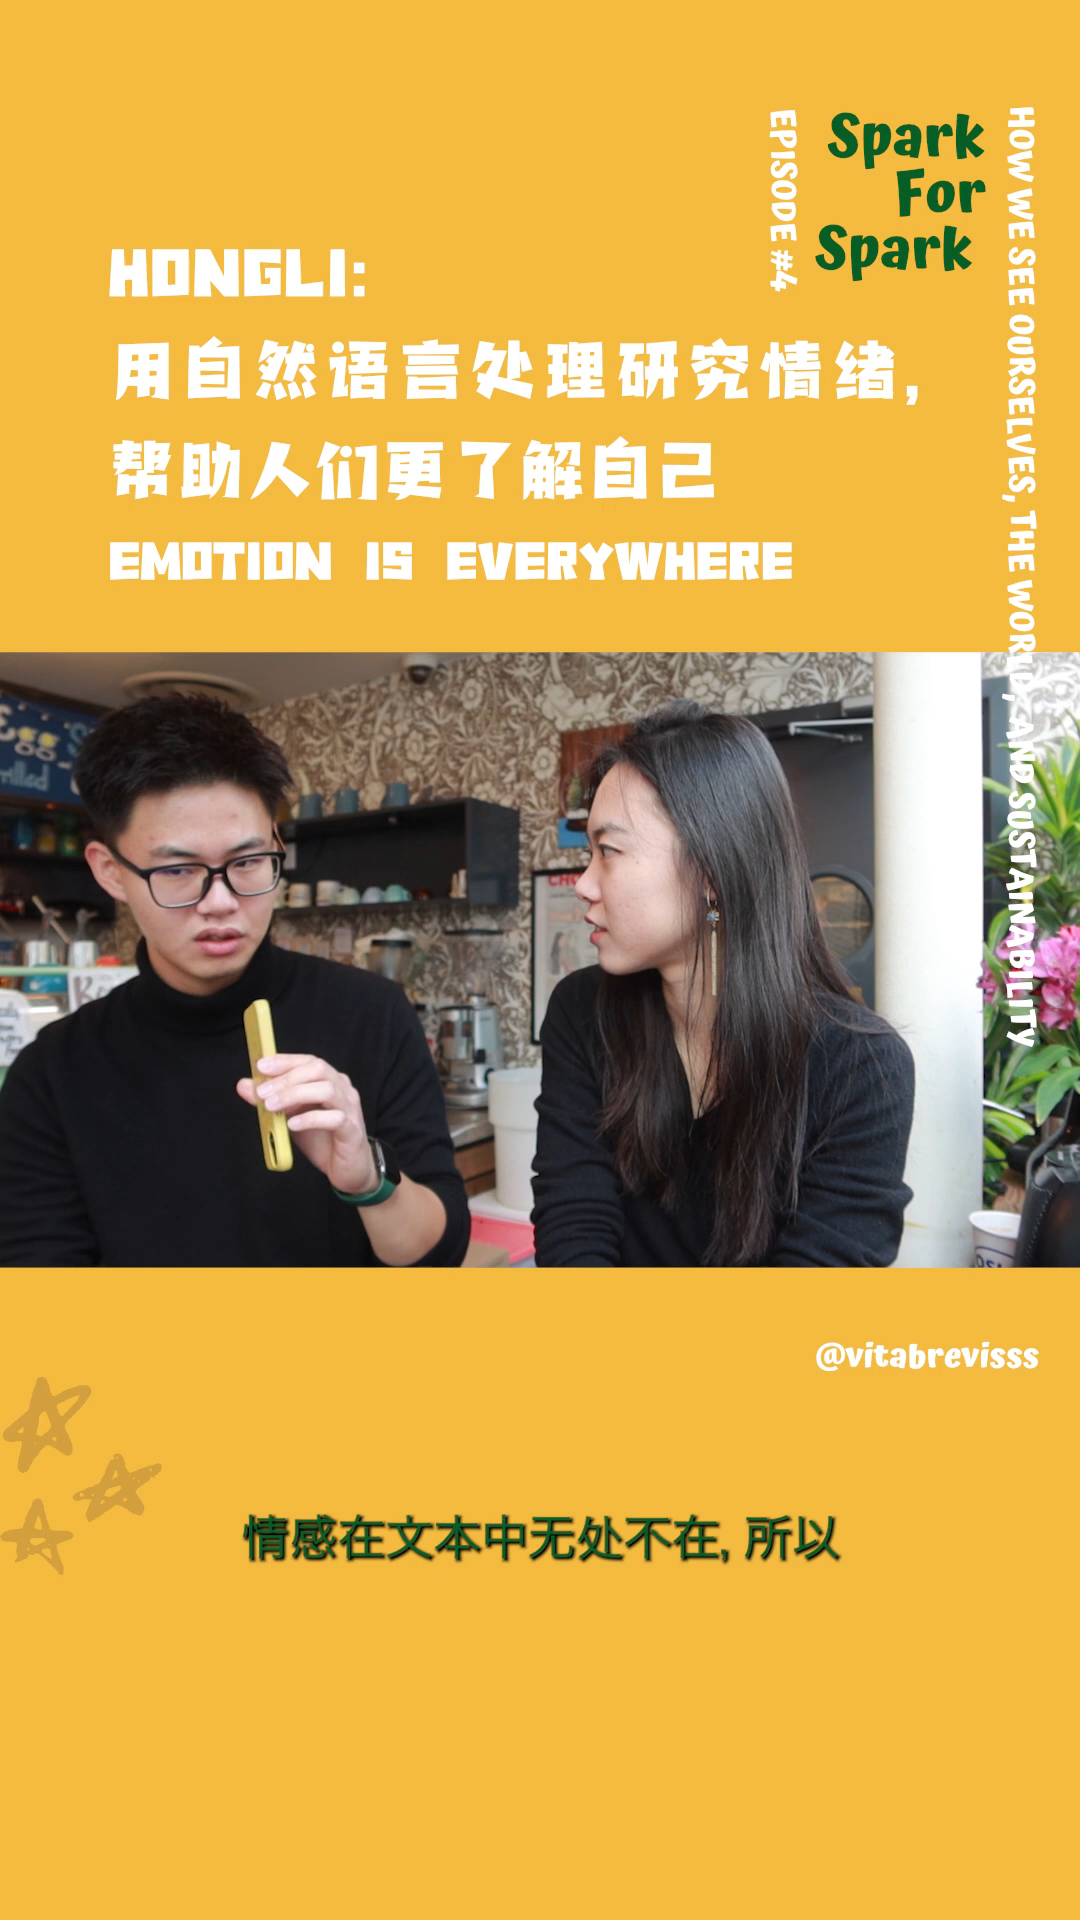 EPISODE #4
Spark
For
Spark
HOW WE SEE OURSELVES, THE WORLD, AND SUSTAINABILITY
HONGLI:
用自然语言处理研究情绪,
帮助人们更了解自己
EMOTION IS EVERYWHERE
Egg
@vitabrevisss
情感在文本中无处不在, 所以